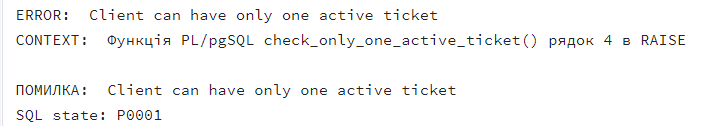 ERROR:  Client can have only one active ticket
CONTEXT:  Функція PL/pgSQL check_only_one_active_ticket() рядок 4 в RAISE
ПОМИЛКА:  Client can have only one active ticket
SQL state: P0001